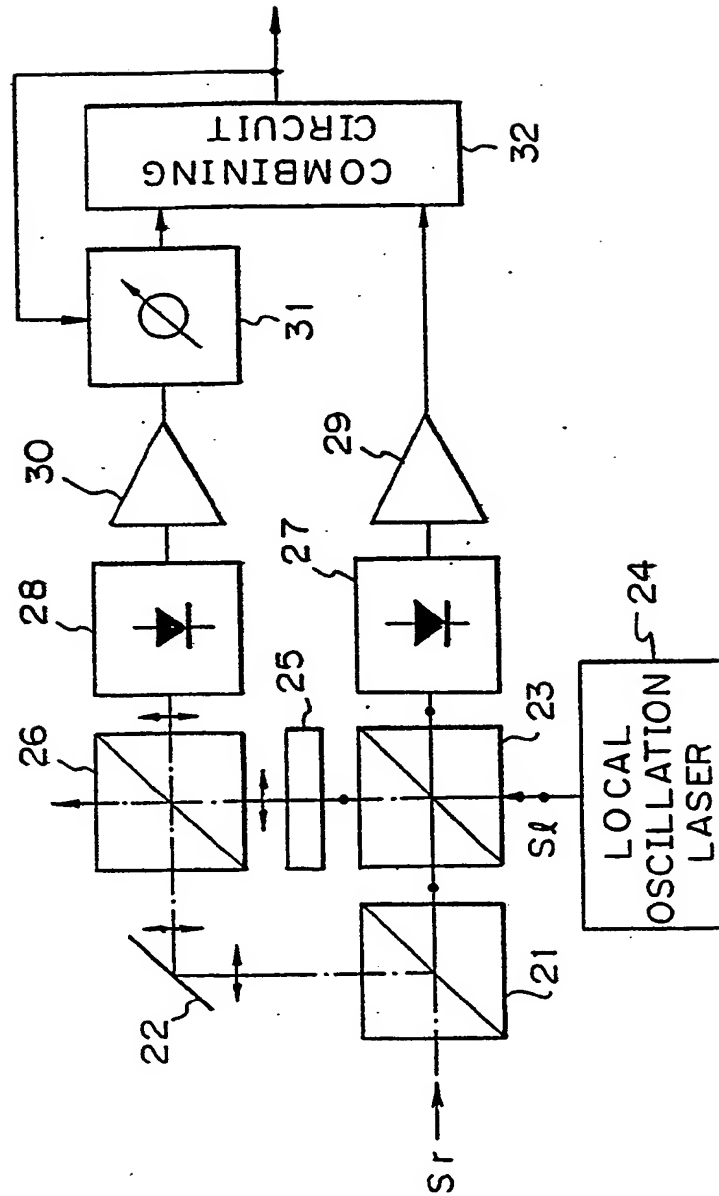 COMBINING
CIRCUIT
32
31
30
29
28
27
26
25
23
24
LOCAL
OSCILLATION
LASER
Sℓ
22
21
Sr